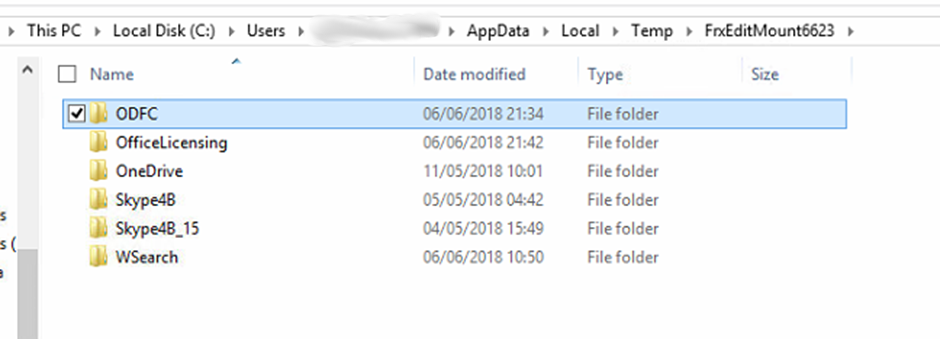 This PC Local Disk (C:) Users AppData Local Temp FrxEditMount6623
Name Date modified Type Size
ODFC 06/06/2018 21:34 File folder
OfficeLicensing 06/06/2018 21:42 File folder
OneDrive 11/05/2018 10:01 File folder
Skype4B 05/05/2018 04:42 File folder
s Skype4B_15 04/05/2018 15:49 File folder
s ( WSearch 06/06/2018 10:50 File folder
a